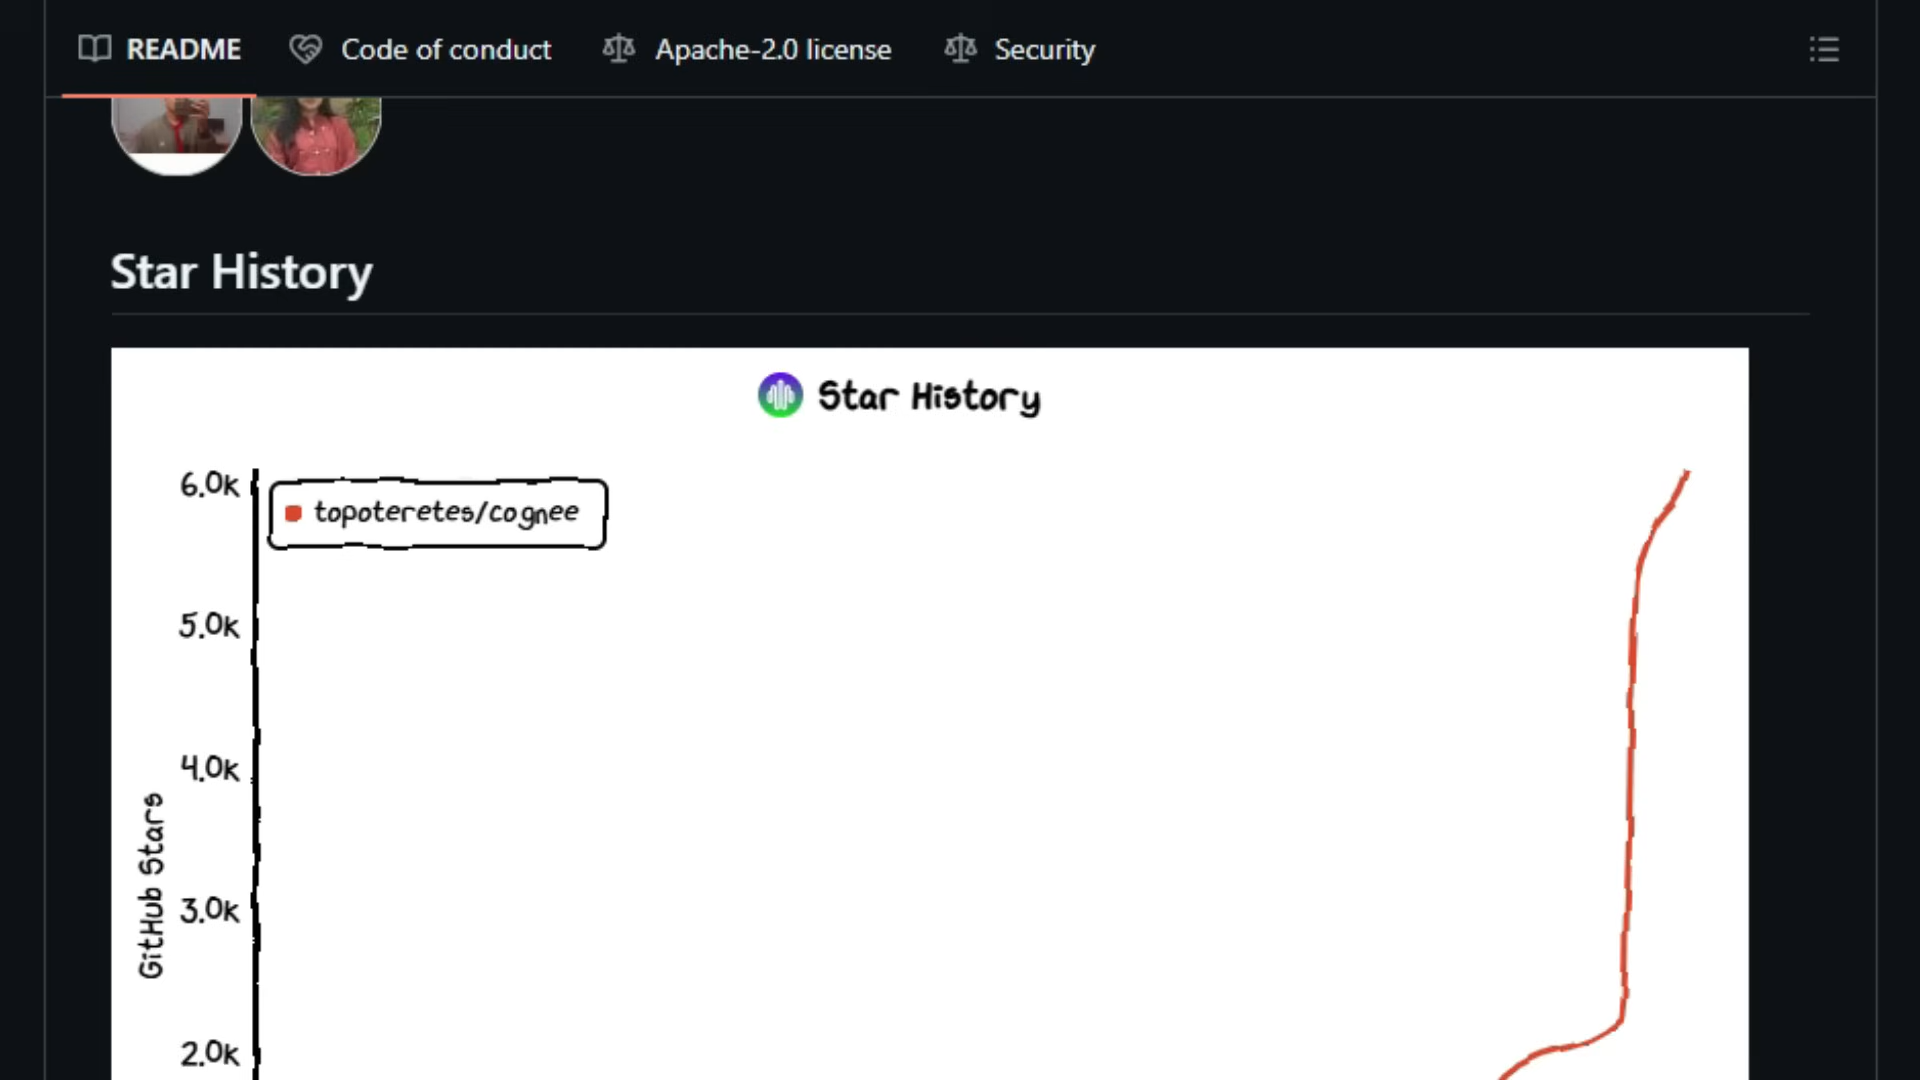 README
Code of conduct
Apache-2.0 license
Security
Star History
Star History
6.0k
topoteretes/cognee
5.0k
4.0k
GitHub Stars
3.0k
2.0k